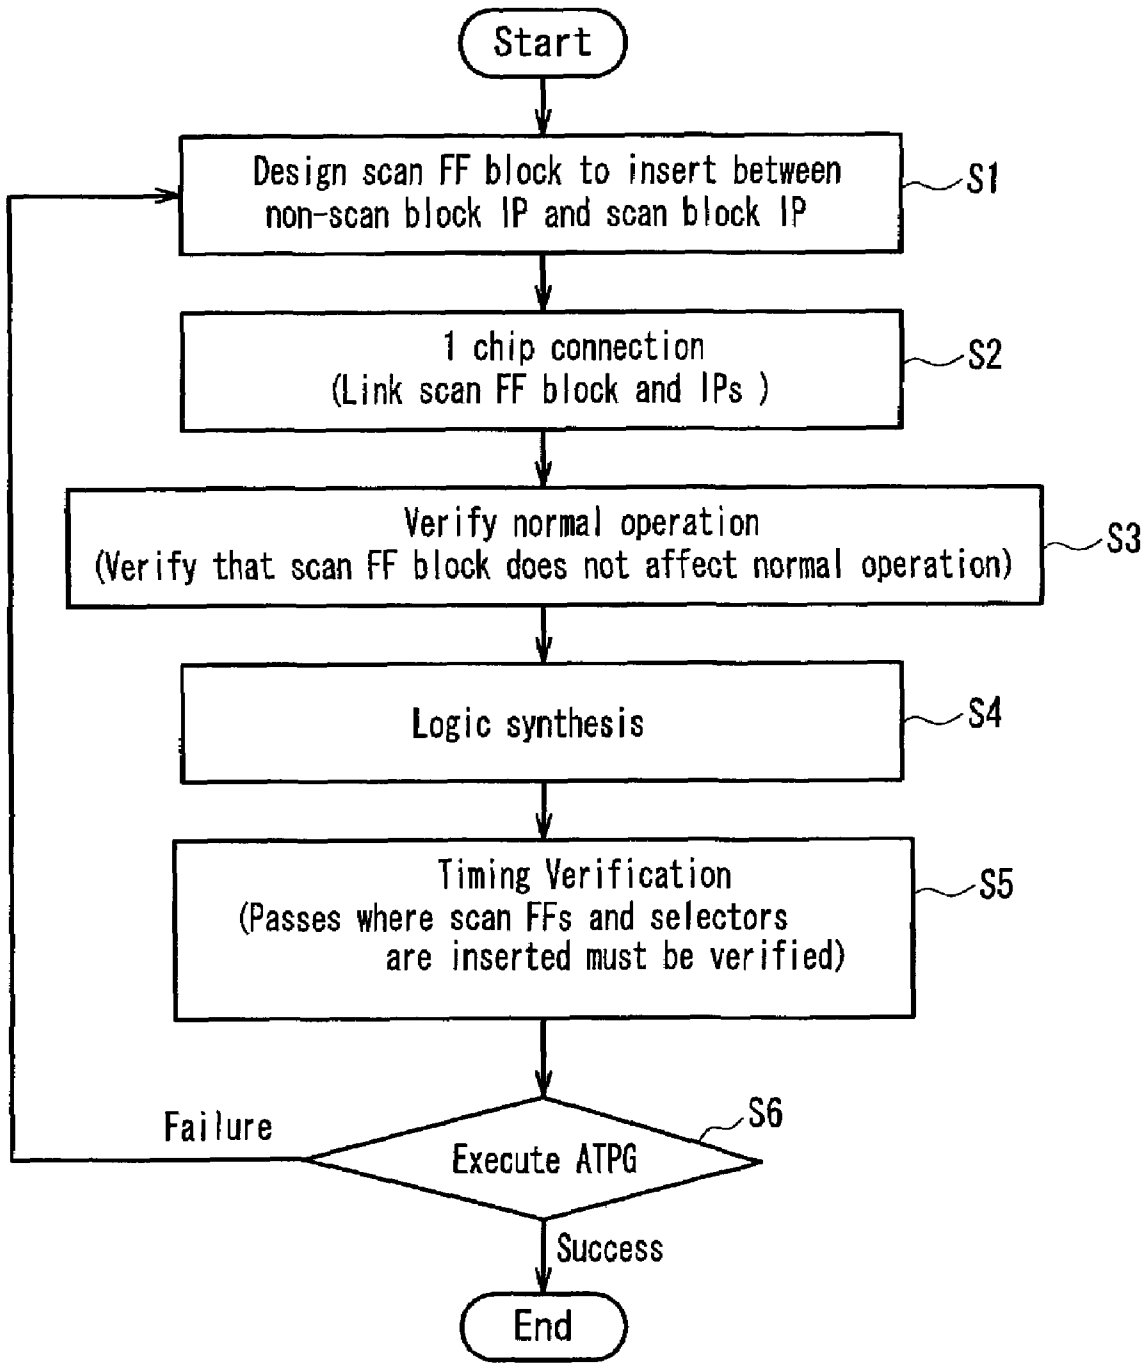 Start
Design scan FF block to insert between
non-scan block IP and scan block IP
S1
1 chip connection
(Link scan FF block and IPs )
S2
Verify normal operation
(Verify that scan FF block does not affect normal operation)
S3
Logic synthesis
S4
Timing Verification
(Passes where scan FFs and selectors
are inserted must be verified)
S5
Execute ATPG
S6
Failure
Success
End